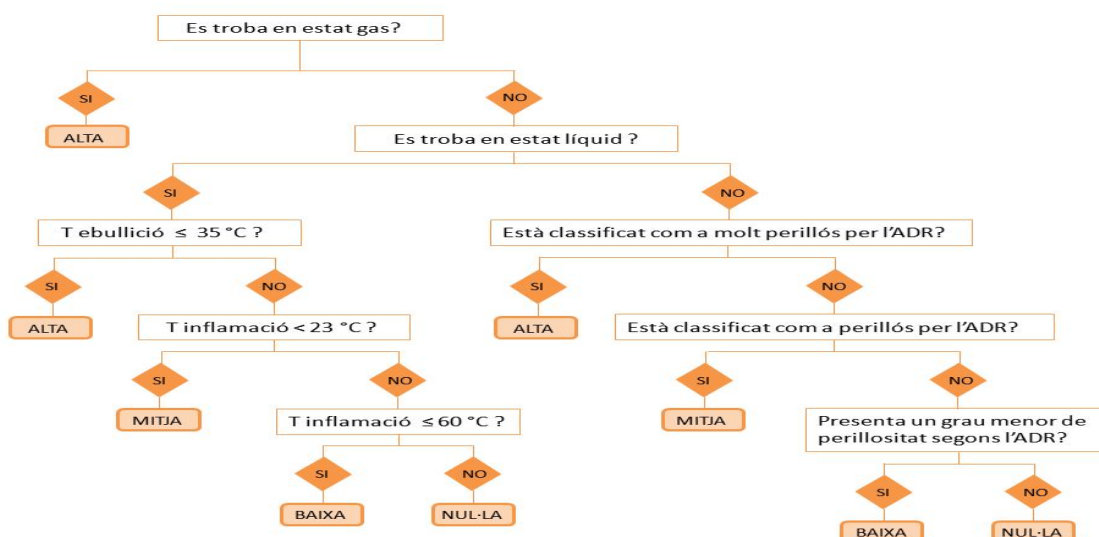 Es troba en estat gas?
SI
NO
ALTA
Es troba en estat líquid ?
SI
NO
T ebullició ≤ 35 °C ?
Està classificat com a molt perillós per l'ADR?
SI
NO
SI
NO
ALTA
T inflamació < 23 °C ?
ALTA
Està classificat com a perillós per l'ADR?
SI
NO
SI
NO
MITJA
T inflamació ≤ 60 °C ?
MITJA
Presenta un grau menor de
perillositat segons l'ADR?
SI
NO
SI
NO
BAIXA
NUL·LA
BAIXA
NUL·LA